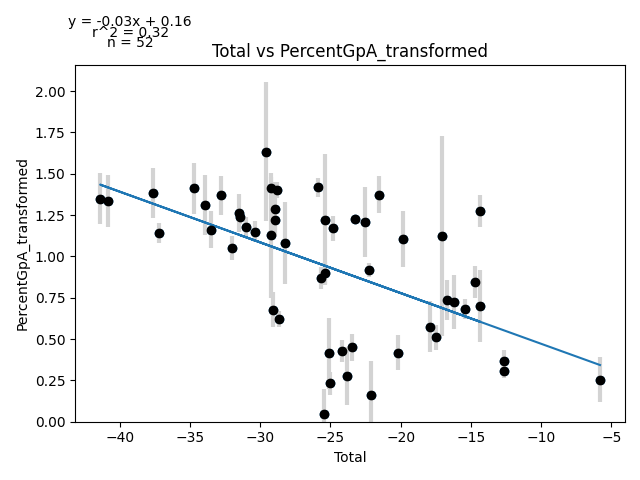 y = -0.03x + 0.16
r^2 = 0.32
n = 52
Total vs PercentGpA_transformed
PercentGpA_transformed
2.00
1.75
1.50
1.25
1.00
0.75
0.50
0.25
0.00
−40 −35 −30 −25 −20 −15 −10 −5
Total